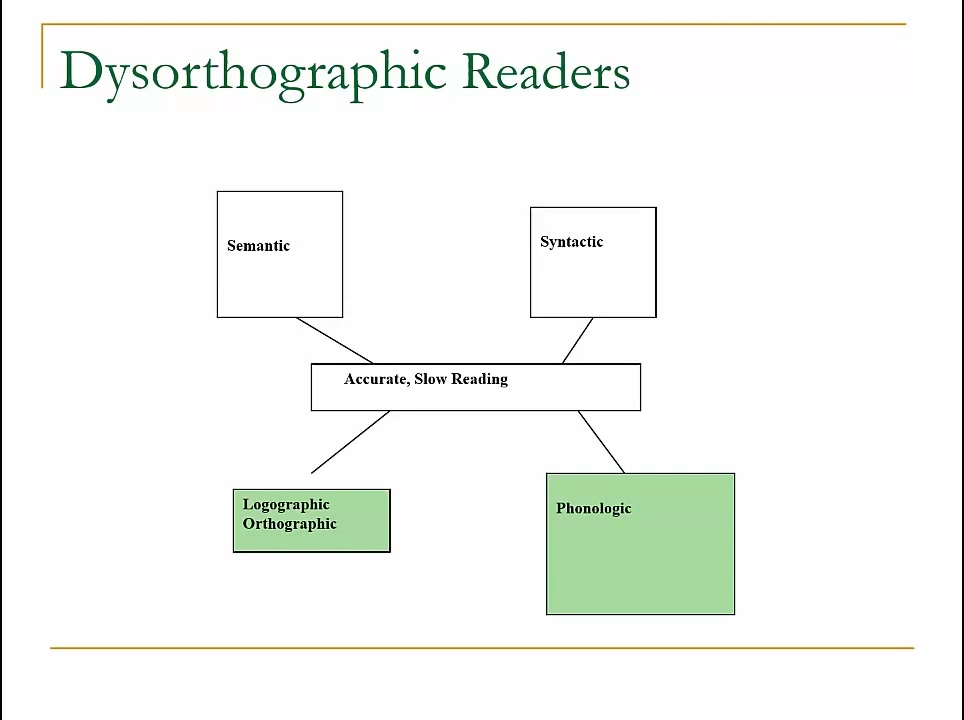 Dysorthographic Readers
Semantic
Syntactic
Accurate, Slow Reading
Logographic
Orthographic
Phonologic